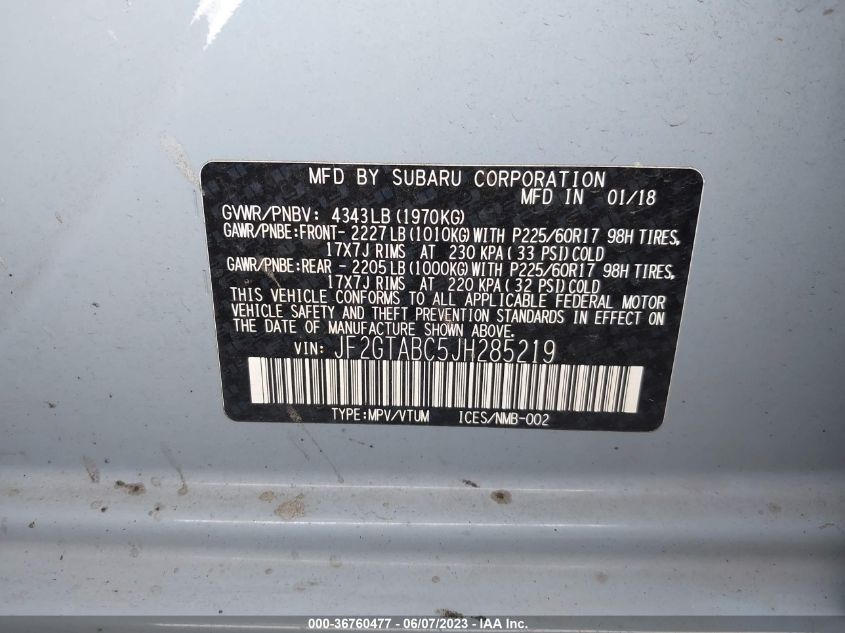 MFD BY SUBARU CORPORATION
MFD IN 01/18
GVWR/PNBV: 4343LB (1970KG)
GAWR/PNBE:FRONT- 2227LB (1010KG) WITH P225/60R17 98H TIRES,
17X7J RIMS AT 230 KPA( 33 PSI) COLD
GAWR/PNBE:REAR - 2205LB (1000KG) WITH P225/60R17 98H TIRES,
17X7J RIMS AT 220 KPA( 32 PSI) COLD
THIS VEHICLE CONFORMS TO ALL APPLICABLE FEDERAL MOTOR
VEHICLE SAFETY AND THEFT PREVENTION STANDARDS IN EFFECT ON
THE DATE OF MANUFACTURE SHOWN ABOVE.
VIN: JF2GTABC5JH285219
TYPE:MPV/VTUM ICES/NMB-002
000-36760477 - 06/07/2023 - IAA Inc.